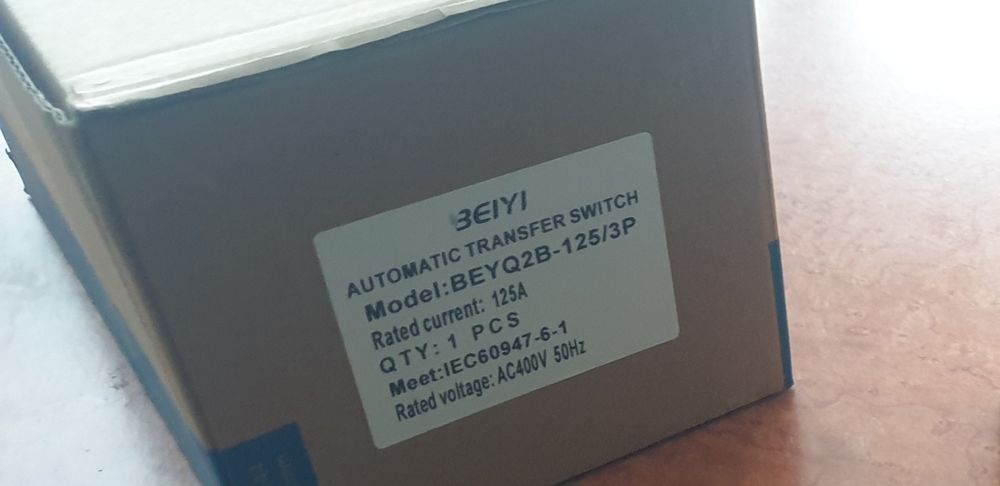 BEIYI
AUTOMATIC TRANSFER SWITCH
Model:BEYQ2B-125/3P
Rated current: 125A
QTY: 1 PCS
Meet:IEC60947-6-1
Rated voltage: AC400V 50Hz